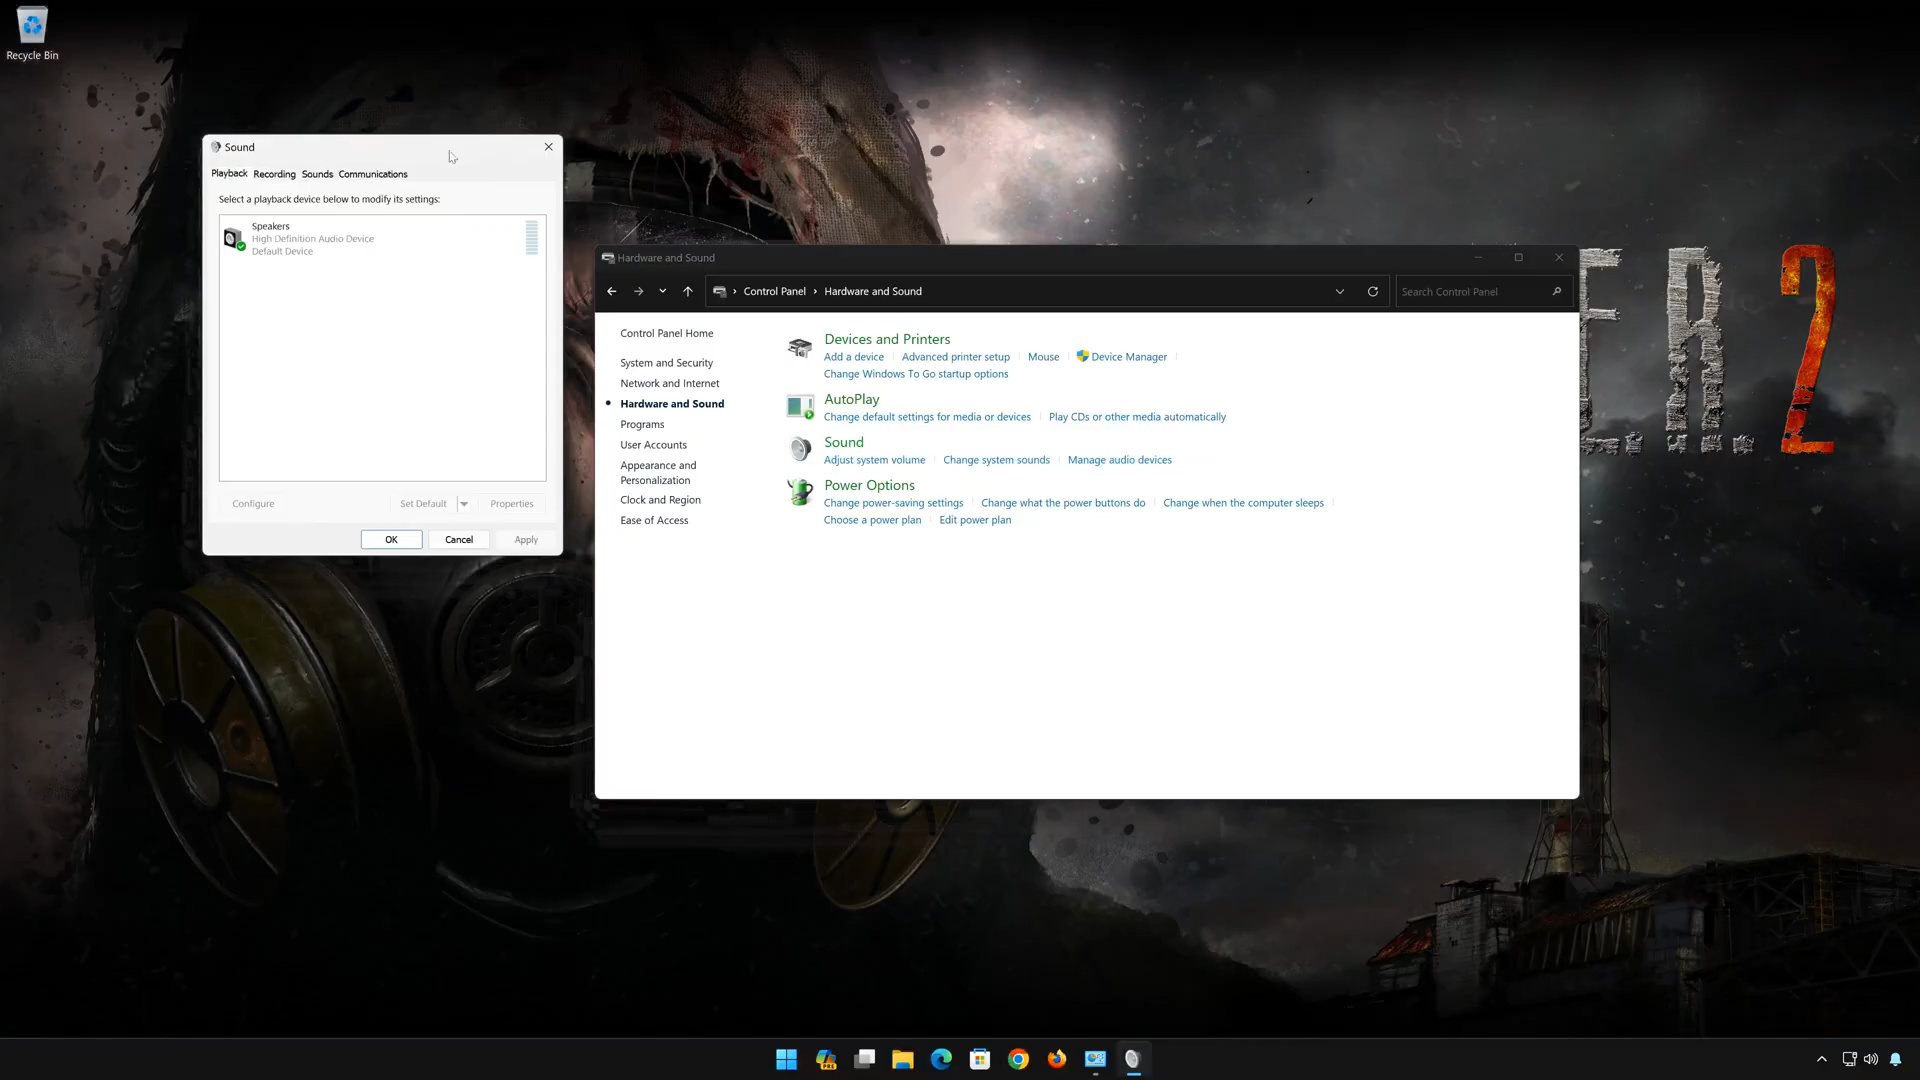 Recycle Bin
Sound
Playback Recording Sounds Communications
Select a playback device below to modify its settings:
Speakers
High Definition Audio Device
Default Device
Configure Set Default Properties
OK Cancel Apply
Hardware and Sound
Control Panel Hardware and Sound
Search Control Panel
Control Panel Home
System and Security
Network and Internet
Hardware and Sound
Programs
User Accounts
Appearance and
Personalization
Clock and Region
Ease of Access
Devices and Printers
Add a device Advanced printer setup Mouse Device Manager
Change Windows To Go startup options
AutoPlay
Change default settings for media or devices Play CDs or other media automatically
Sound
Adjust system volume Change system sounds Manage audio devices
Power Options
Change power-saving settings Change what the power buttons do Change when the computer sleeps
Choose a power plan Edit power plan
E.R. 2
PRE